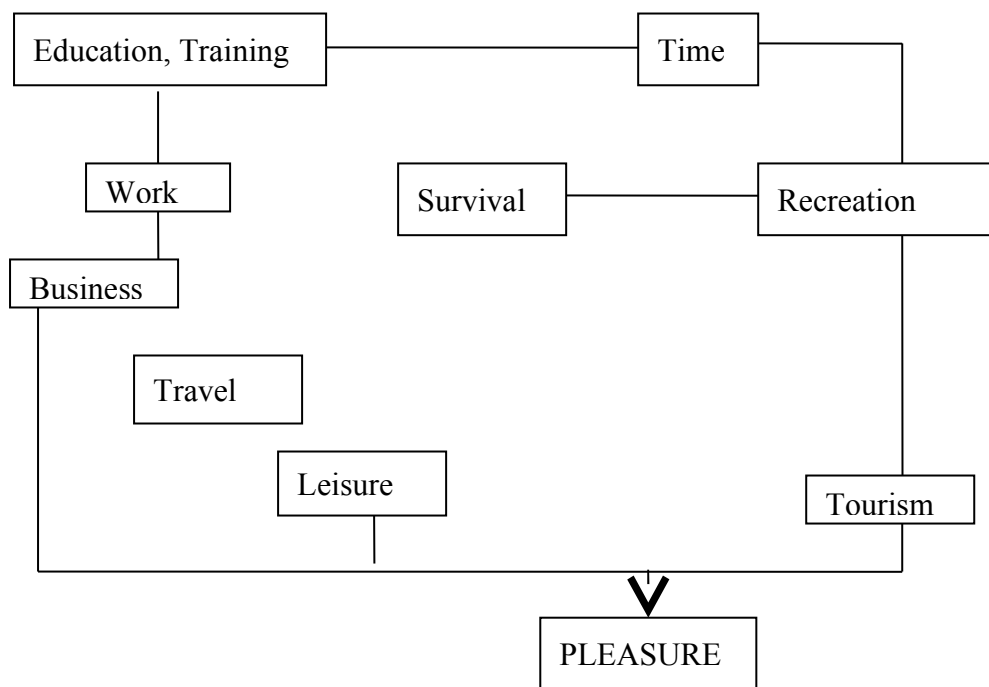 Education, Training
Time
Work
Survival
Recreation
Business
Travel
Leisure
Tourism
PLEASURE